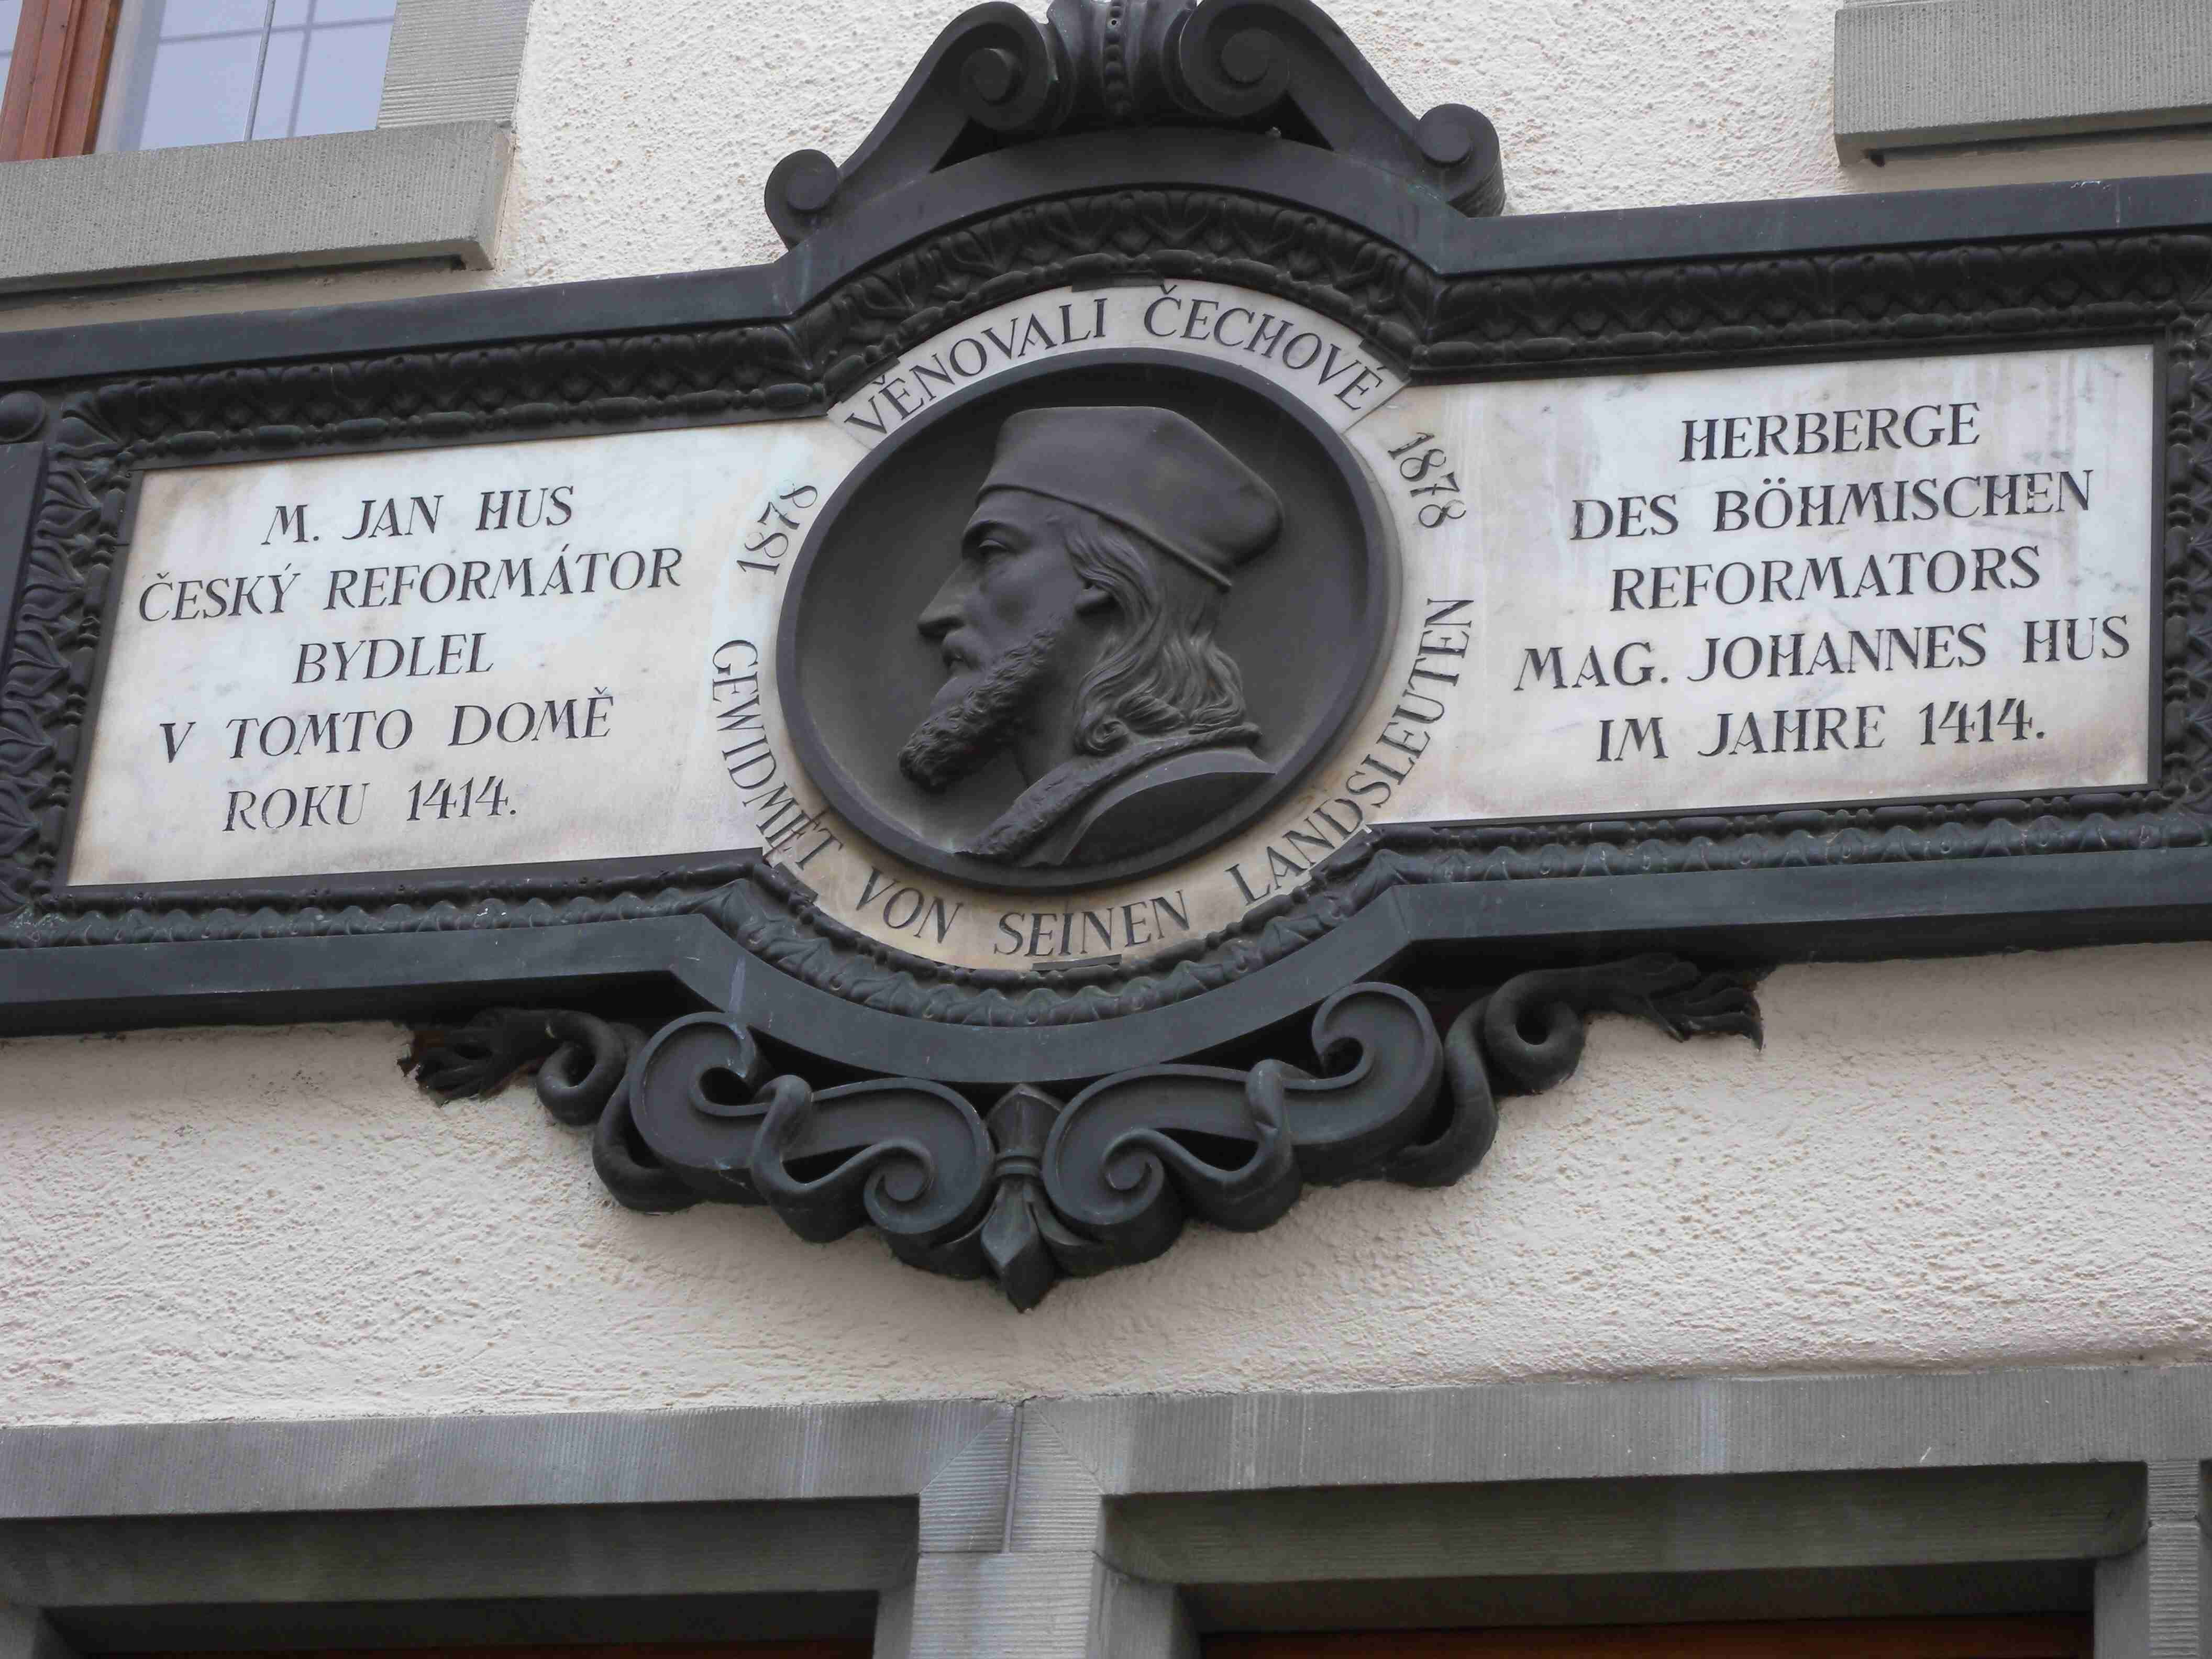 VĚNOVALI ČECHOVÉ
M. JAN HUS
ČESKÝ REFORMÁTOR
BYDLEL
V TOMTO DOMĚ
ROKU 1414.
1878
1878
GEWIDMET VON SEINEN LANDSLEUTEN
HERBERGE
DES BÖHMISCHEN
REFORMATORS
MAG. JOHANNES HUS
IM JAHRE 1414.